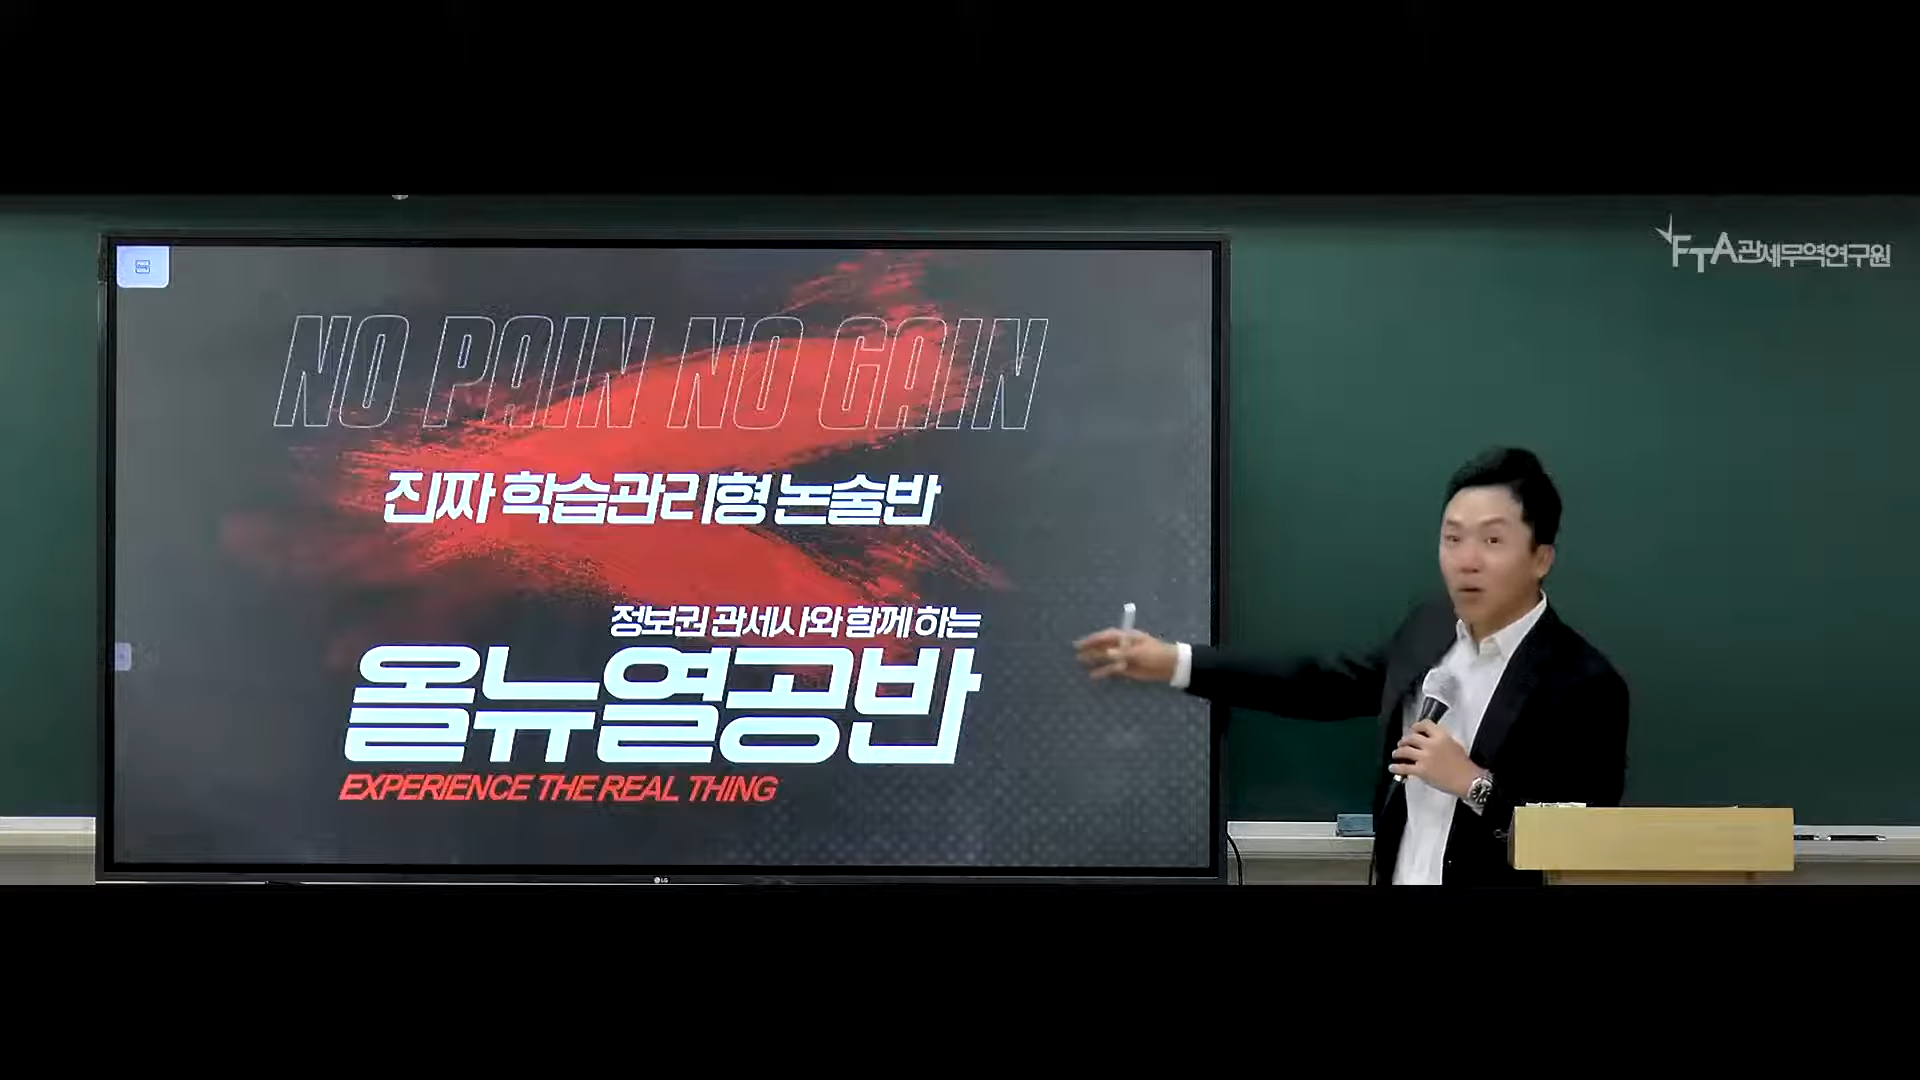 FTA관세무역연구원
NO PAIN NO GAIN
진짜 학습관리형 논술반
정보권 관세사와 함께 하는
올뉴열공반
EXPERIENCE THE REAL THING
LG